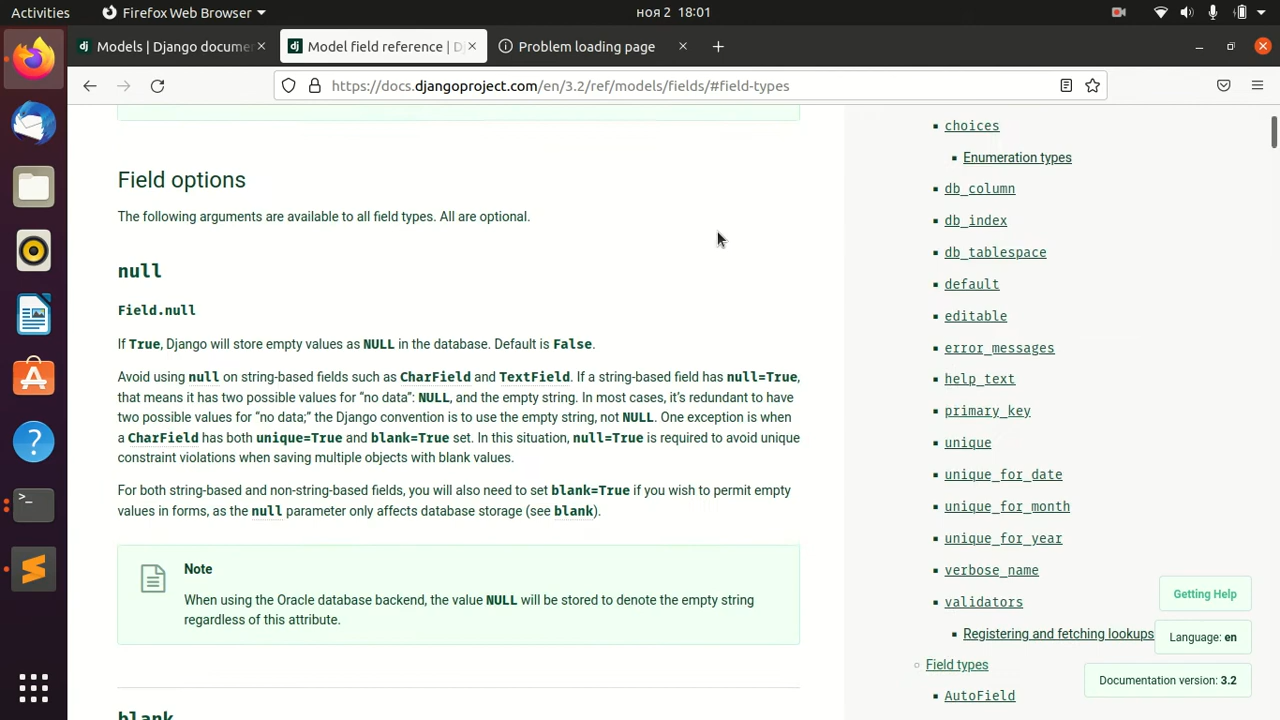 Activities
Firefox Web Browser
ноя 2 18:01
Models | Django docume
Model field reference | D
Problem loading page
https://docs.djangoproject.com/en/3.2/ref/models/fields/#field-types
Field options
The following arguments are available to all field types. All are optional.
null
Field.null
If True, Django will store empty values as NULL in the database. Default is False.
Avoid using null on string-based fields such as CharField and TextField. If a string-based field has null=True,
that means it has two possible values for “no data”: NULL, and the empty string. In most cases, it’s redundant to have
two possible values for “no data;” the Django convention is to use the empty string, not NULL. One exception is when
a CharField has both unique=True and blank=True set. In this situation, null=True is required to avoid unique
constraint violations when saving multiple objects with blank values.
For both string-based and non-string-based fields, you will also need to set blank=True if you wish to permit empty
values in forms, as the null parameter only affects database storage (see blank).
Note
When using the Oracle database backend, the value NULL will be stored to denote the empty string
regardless of this attribute.
blank
choices
Enumeration types
db_column
db_index
db_tablespace
default
editable
error_messages
help_text
primary_key
unique
unique_for_date
unique_for_month
unique_for_year
verbose_name
validators
Registering and fetching lookups
Field types
AutoField
Getting Help
Language: en
Documentation version: 3.2